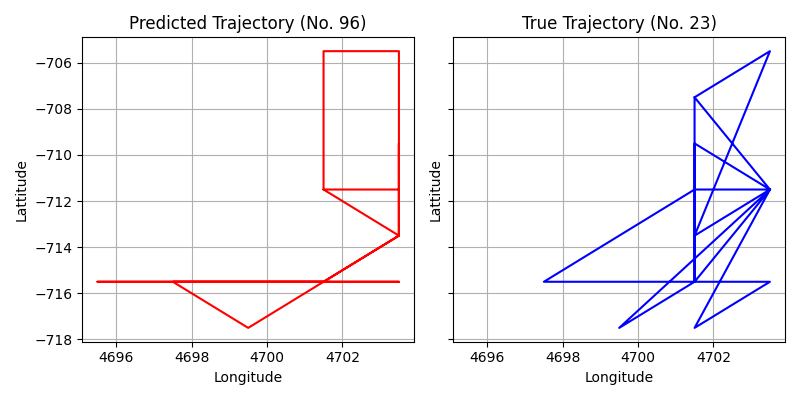 Predicted Trajectory (No. 96)
True Trajectory (No. 23)
Lattitude
−706
−708
−710
−712
−714
−716
−718
4696
4698
4700
4702
Longitude
Lattitude
4696
4698
4700
4702
Longitude